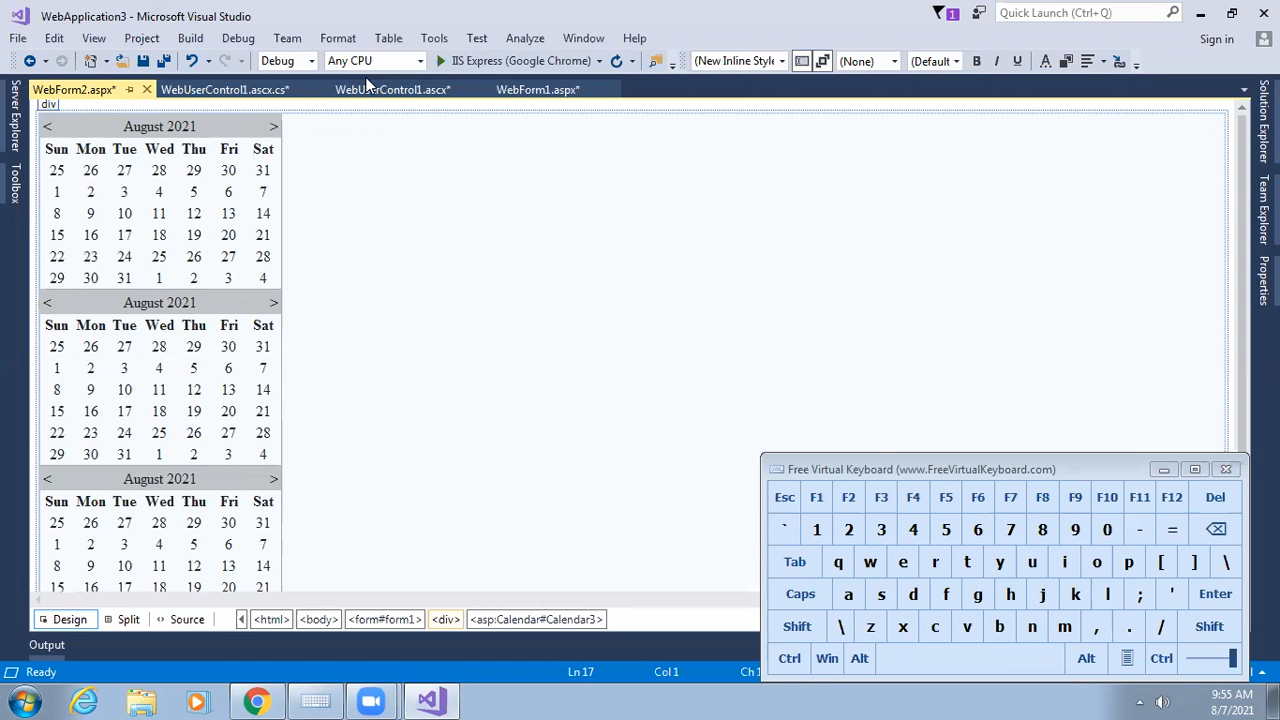 WebApplication3 - Microsoft Visual Studio
1
Quick Launch (Ctrl+Q)
File Edit View Project Build Debug Team Format Table Tools Test Analyze Window Help
Sign in
Debug Any CPU IIS Express (Google Chrome) (New Inline Style (None) (Default B I U A
WebForm2.aspx* WebUserControl1.ascx.cs* WebUserControl1.ascx* WebForm1.aspx*
Server Explorer
Toolbox
Solution Explorer
Team Explorer
Properties
div
< August 2021 >
Sun Mon Tue Wed Thu Fri Sat
25 26 27 28 29 30 31
1 2 3 4 5 6 7
8 9 10 11 12 13 14
15 16 17 18 19 20 21
22 23 24 25 26 27 28
29 30 31 1 2 3 4
< August 2021 >
Sun Mon Tue Wed Thu Fri Sat
25 26 27 28 29 30 31
1 2 3 4 5 6 7
8 9 10 11 12 13 14
15 16 17 18 19 20 21
22 23 24 25 26 27 28
29 30 31 1 2 3 4
< August 2021 >
Sun Mon Tue Wed Thu Fri Sat
25 26 27 28 29 30 31
1 2 3 4 5 6 7
8 9 10 11 12 13 14
15 16 17 18 19 20 21
Free Virtual Keyboard (www.FreeVirtualKeyboard.com)
Esc F1 F2 F3 F4 F5 F6 F7 F8 F9 F10 F11 F12 Del
` 1 2 3 4 5 6 7 8 9 0 - =
Tab q w e r t y u i o p [ ] \
Caps a s d f g h j k l ; ' Enter
Shift \ z x c v b n m , . / Shift
Ctrl Win Alt Alt Ctrl
Design Split Source <html> <body> <form#form1> <div> <asp:Calendar#Calendar3>
Output
Ready Ln 17 Col 1 Ch 1
9:55 AM
8/7/2021